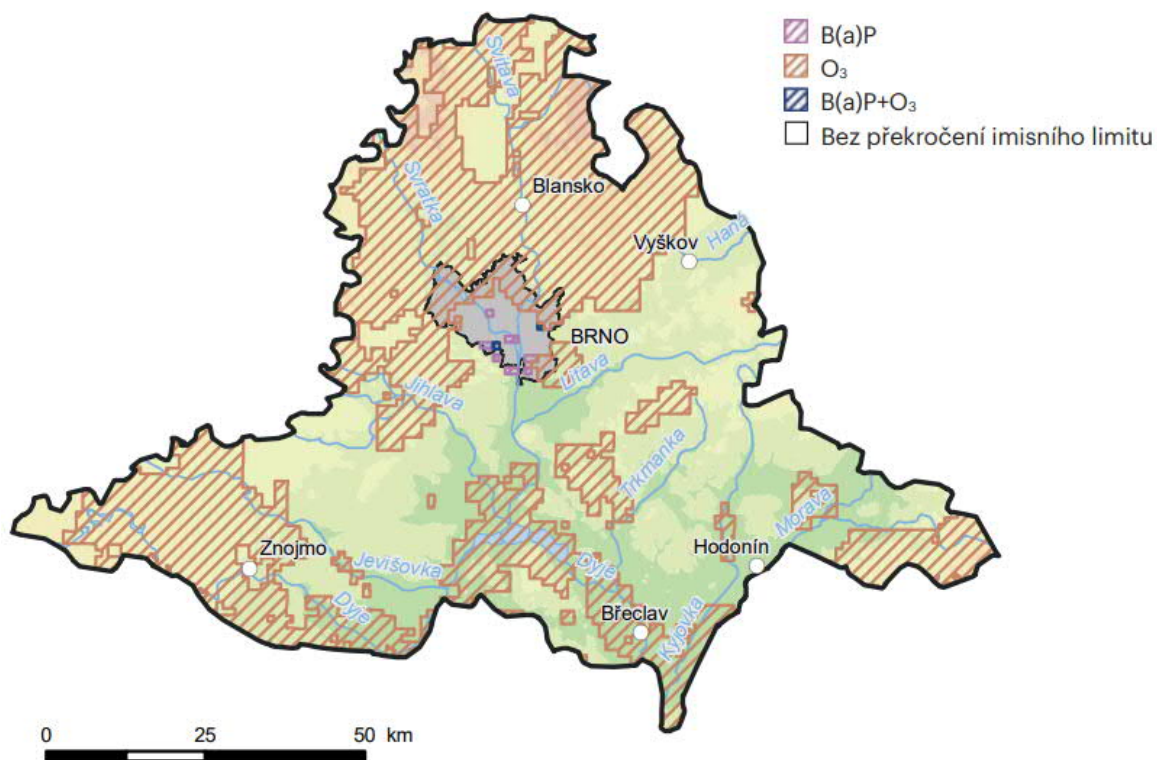 B(a)P
O₃
B(a)P+O₃
Bez překročení imisního limitu
Svitava
Svratka
Blansko
Vyškov
Haná
BRNO
Litava
Jihlava
Trkmanka
Morava
Hodonín
Znojmo
Jevišovka
Dyje
Dyje
Břeclav
Kyjovka
0 25 50 km